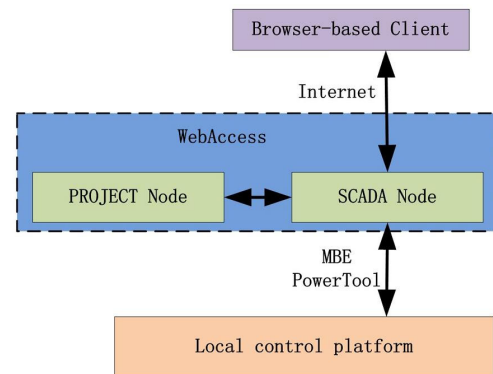 Browser-based Client
Internet
WebAccess
PROJECT Node
SCADA Node
MBE
PowerTool
Local control platform